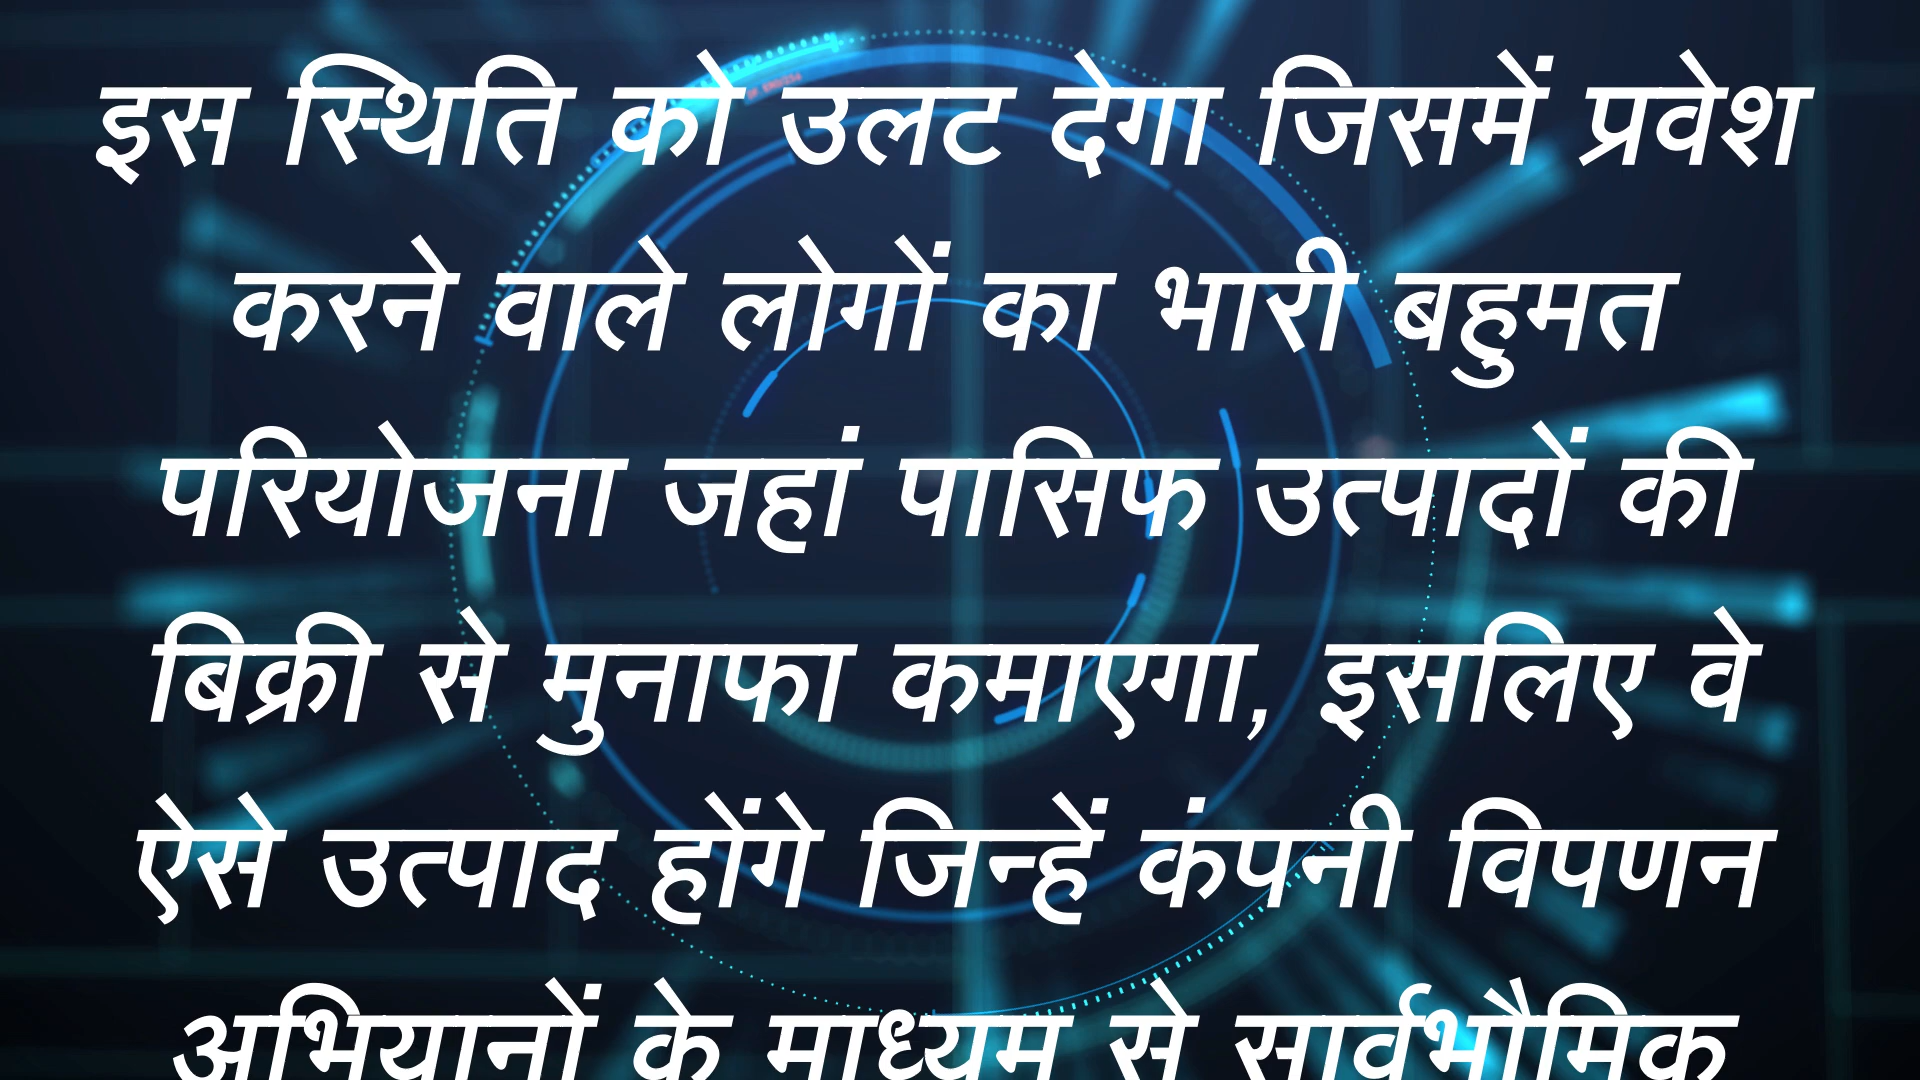 इस स्थिति को उलट देगा जिसमें प्रवेश
करने वाले लोगों का भारी बहुमत
परियोजना जहां पासिफ उत्पादों की
बिक्री से मुनाफा कमाएगा, इसलिए वे
ऐसे उत्पाद होंगे जिन्हें कंपनी विपणन
अभियानों के माध्यम से सार्वभौमिक